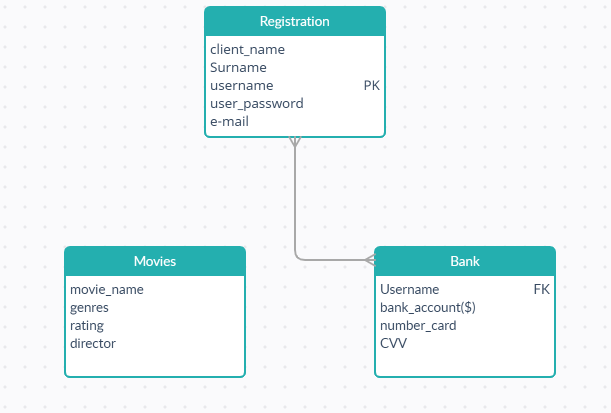 Registration
client_name
Surname
username PK
user_password
e-mail
Movies
movie_name
genres
rating
director
Bank
Username FK
bank_account($)
number_card
CVV